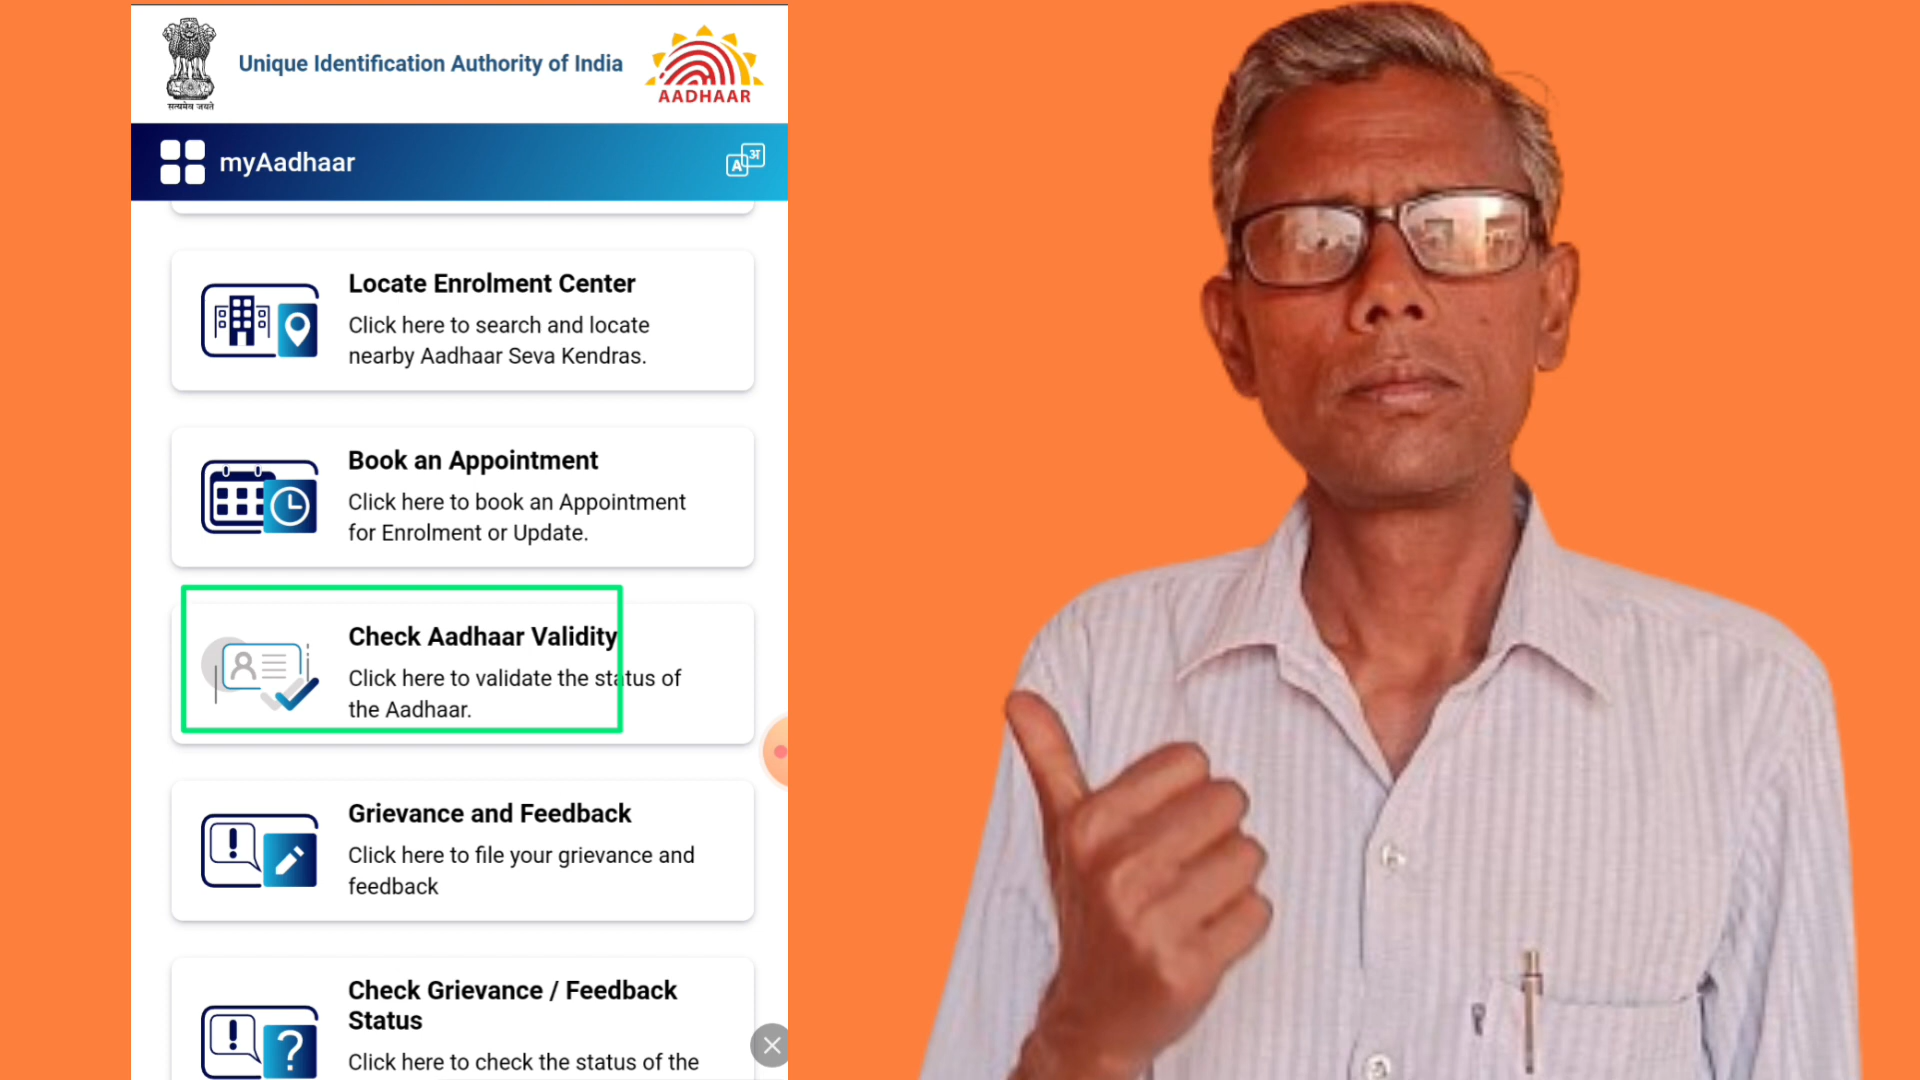 सत्यमेव जयते
Unique Identification Authority of India
AADHAAR
myAadhaar
A अ
Locate Enrolment Center
Click here to search and locate
nearby Aadhaar Seva Kendras.
Book an Appointment
Click here to book an Appointment
for Enrolment or Update.
Check Aadhaar Validity
Click here to validate the status of
the Aadhaar.
Grievance and Feedback
Click here to file your grievance and
feedback
Check Grievance / Feedback
Status
Click here to check the status of the